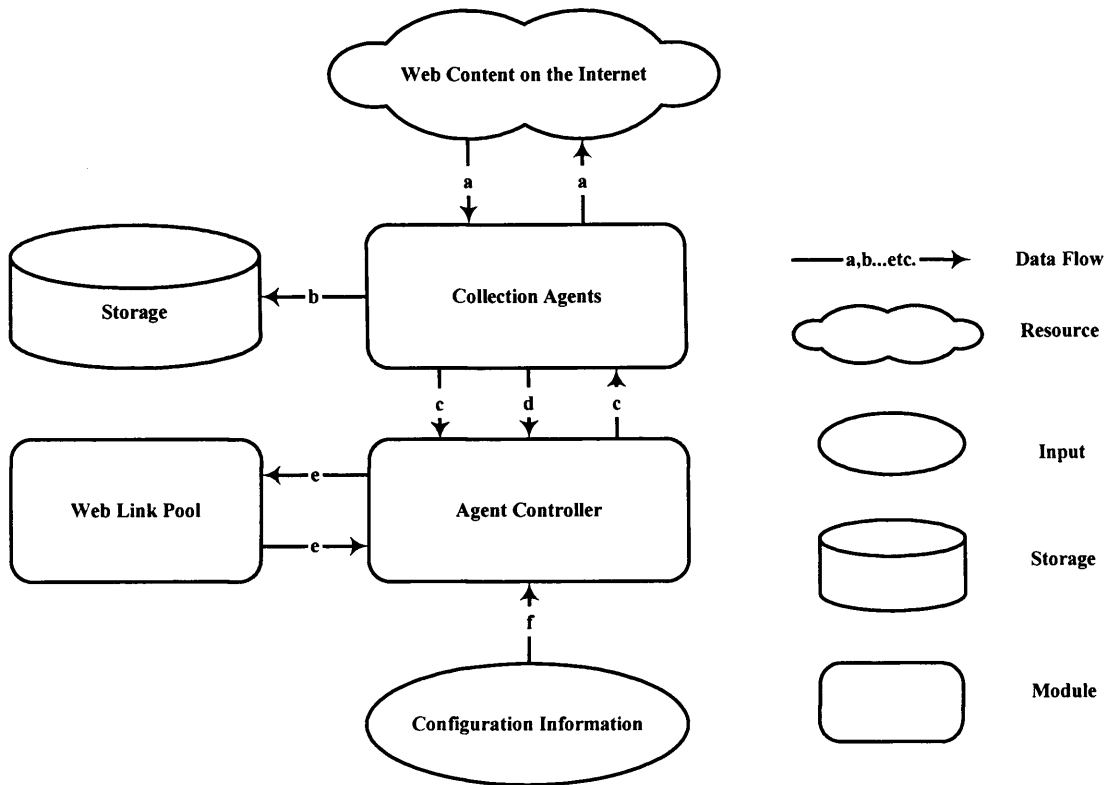 Web Content on the Internet
a
a
Storage
b
Collection Agents
c
d
c
Web Link Pool
e
e
Agent Controller
f
Configuration Information
a,b...etc.
Data Flow
Resource
Input
Storage
Module